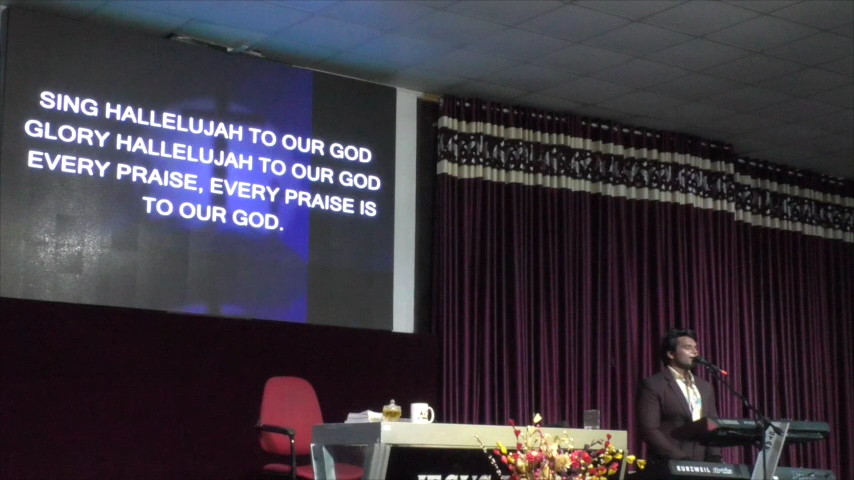 SING HALLELUJAH TO OUR GOD
GLORY HALLELUJAH TO OUR GOD
EVERY PRAISE, EVERY PRAISE IS
TO OUR GOD.
KURZWEIL
JESUS